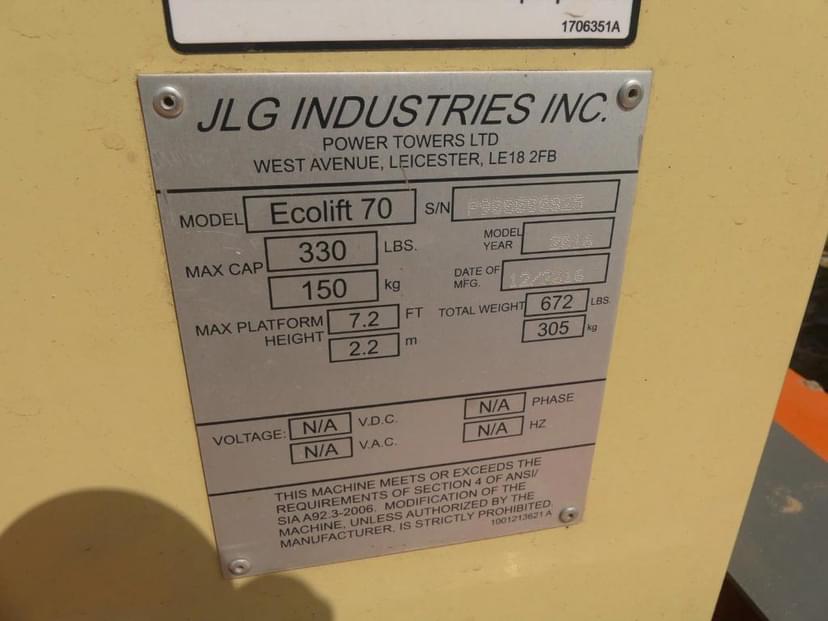 1706351A
JLG INDUSTRIES INC.
POWER TOWERS LTD
WEST AVENUE, LEICESTER, LE18 2FB
MODEL Ecolift 70 S/N
MAX CAP 330 LBS.
150 kg
MODEL YEAR 2016
DATE OF MFG. 12/2016
MAX PLATFORM HEIGHT 7.2 FT
2.2 m
TOTAL WEIGHT 672 LBS.
305 kg
VOLTAGE: N/A V.D.C.
N/A V.A.C.
N/A PHASE
N/A HZ
THIS MACHINE MEETS OR EXCEEDS THE
REQUIREMENTS OF SECTION 4 OF ANSI/
SIA A92.3-2006. MODIFICATION OF THE
MACHINE, UNLESS AUTHORIZED BY THE
MANUFACTURER, IS STRICTLY PROHIBITED.
1001213621 A